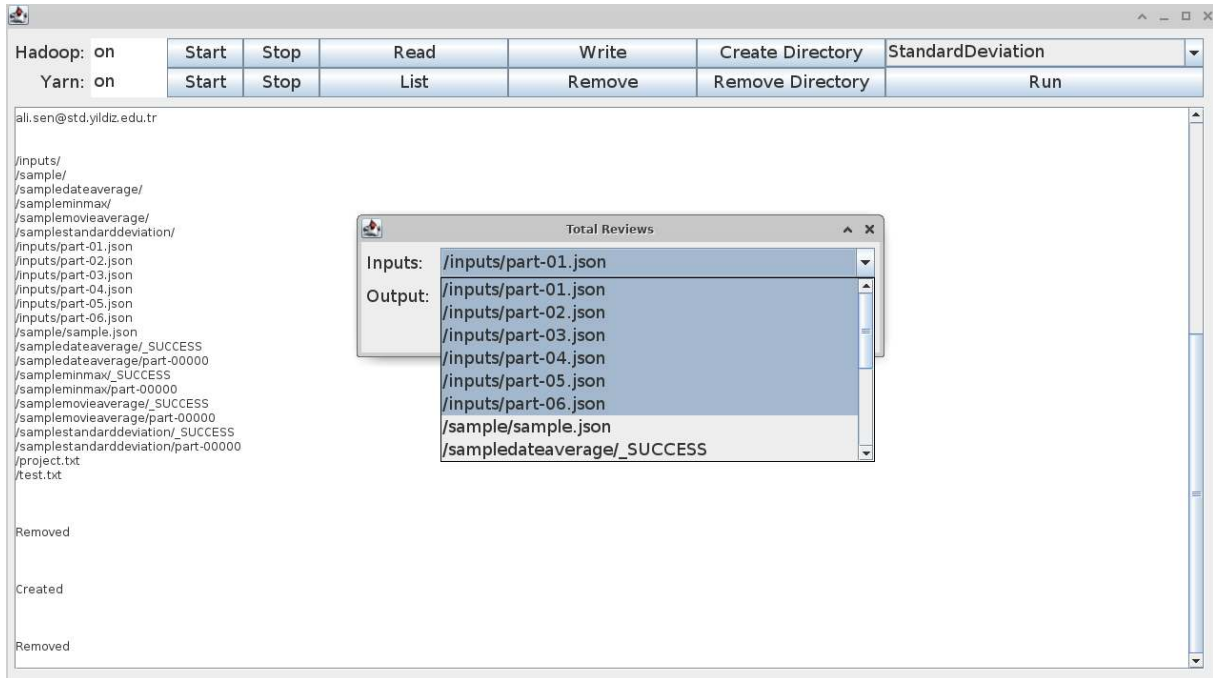 Hadoop: on Start Stop Read Write Create Directory StandardDeviation
Yarn: on Start Stop List Remove Remove Directory Run
ali.sen@std.yildiz.edu.tr
/inputs/
/sample/
/sampledateaverage/
/sampleminmax/
/samplemovieaverage/
/samplestandarddeviation/
/inputs/part-01.json
/inputs/part-02.json
/inputs/part-03.json
/inputs/part-04.json
/inputs/part-05.json
/inputs/part-06.json
/sample/sample.json
/sampledateaverage/_SUCCESS
/sampledateaverage/part-00000
/sampleminmax/_SUCCESS
/sampleminmax/part-00000
/samplemovieaverage/_SUCCESS
/samplemovieaverage/part-00000
/samplestandarddeviation/_SUCCESS
/samplestandarddeviation/part-00000
/project.txt
/test.txt
Removed
Created
Removed
Total Reviews
Inputs: /inputs/part-01.json
Output:
/inputs/part-01.json
/inputs/part-02.json
/inputs/part-03.json
/inputs/part-04.json
/inputs/part-05.json
/inputs/part-06.json
/sample/sample.json
/sampledateaverage/_SUCCESS